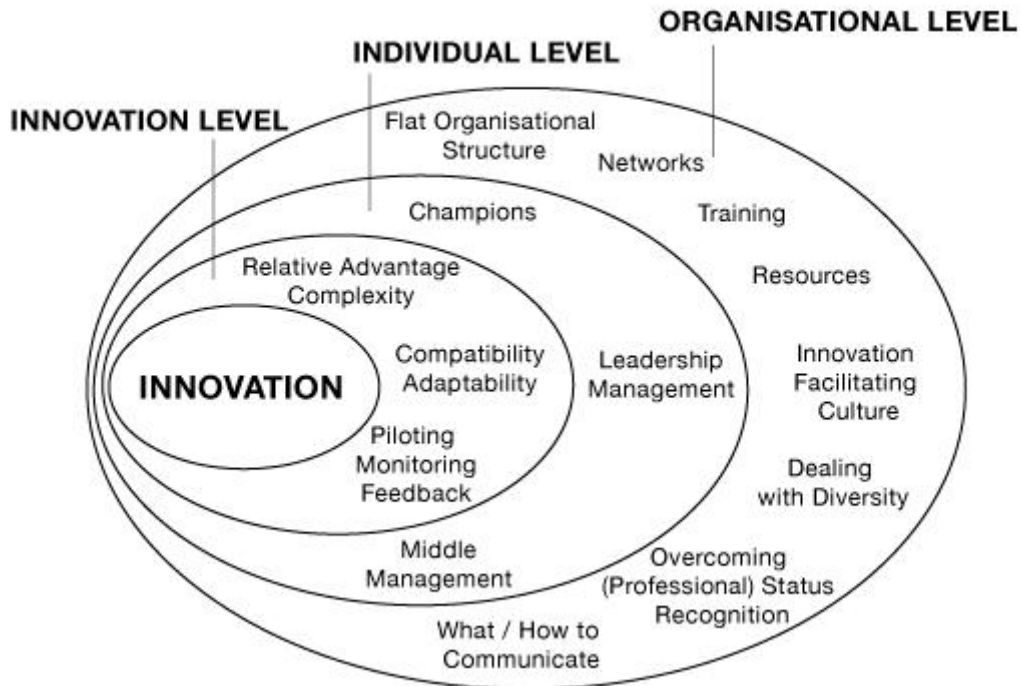 ORGANISATIONAL LEVEL
INDIVIDUAL LEVEL
INNOVATION LEVEL
Flat Organisational
Structure
Networks
Training
Resources
Innovation
Facilitating
Culture
Dealing
with Diversity
Overcoming
(Professional) Status
Recognition
What / How to
Communicate
Champions
Leadership
Management
Middle
Management
Relative Advantage
Complexity
Compatibility
Adaptability
Piloting
Monitoring
Feedback
INNOVATION